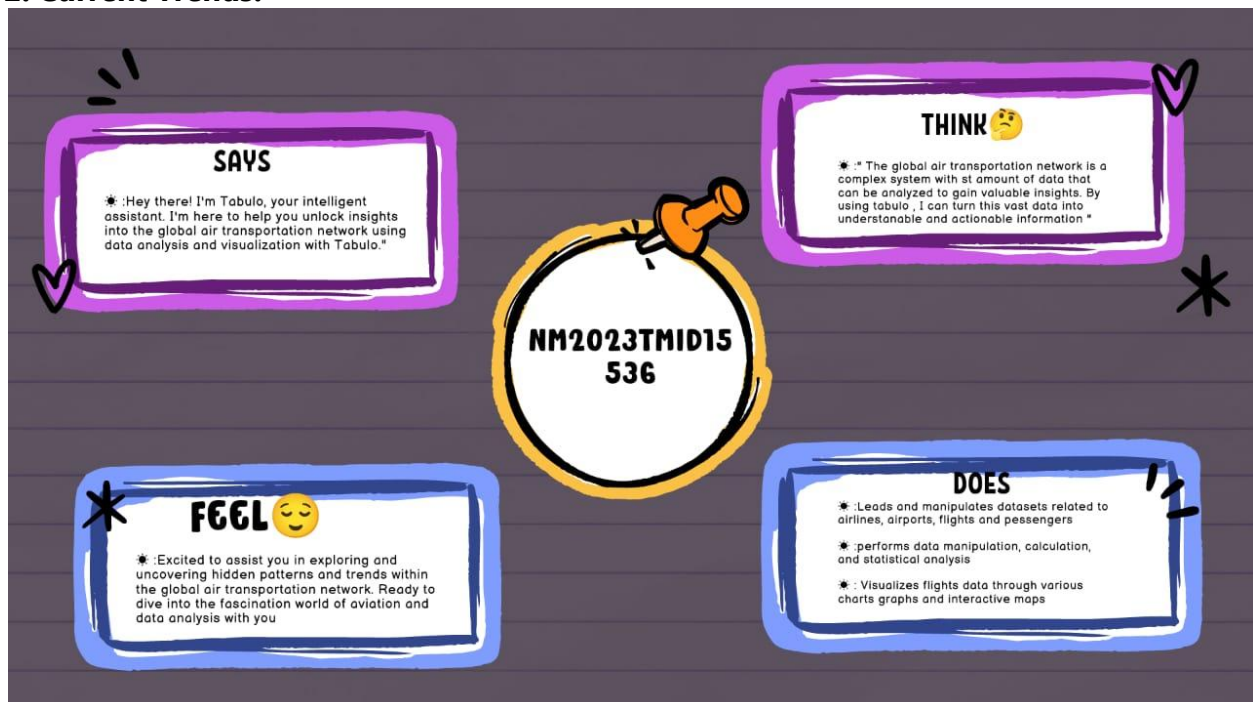 2. Current Trends:
SAYS
☀ :Hey there! I'm Tabulo, your intelligent
assistant. I'm here to help you unlock insights
into the global air transportation network using
data analysis and visualization with Tabulo."
THINK🤔
☀ :" The global air transportation network is a
complex system with st amount of data that
can be analyzed to gain valuable insights. By
using tabulo , I can turn this vast data into
understanable and actionable information "
NM2023TMID15
536
FEEL😌
☀ :Excited to assist you in exploring and
uncovering hidden patterns and trends within
the global air transportation network. Ready to
dive into the fascination world of aviation and
data analysis with you
DOES
☀ :Leads and manipulates datasets related to
airlines, airports, flights and pessengers
☀ :performs data manipulation, calculation,
and statistical analysis
☀ : Visualizes flights data through various
charts graphs and interactive maps